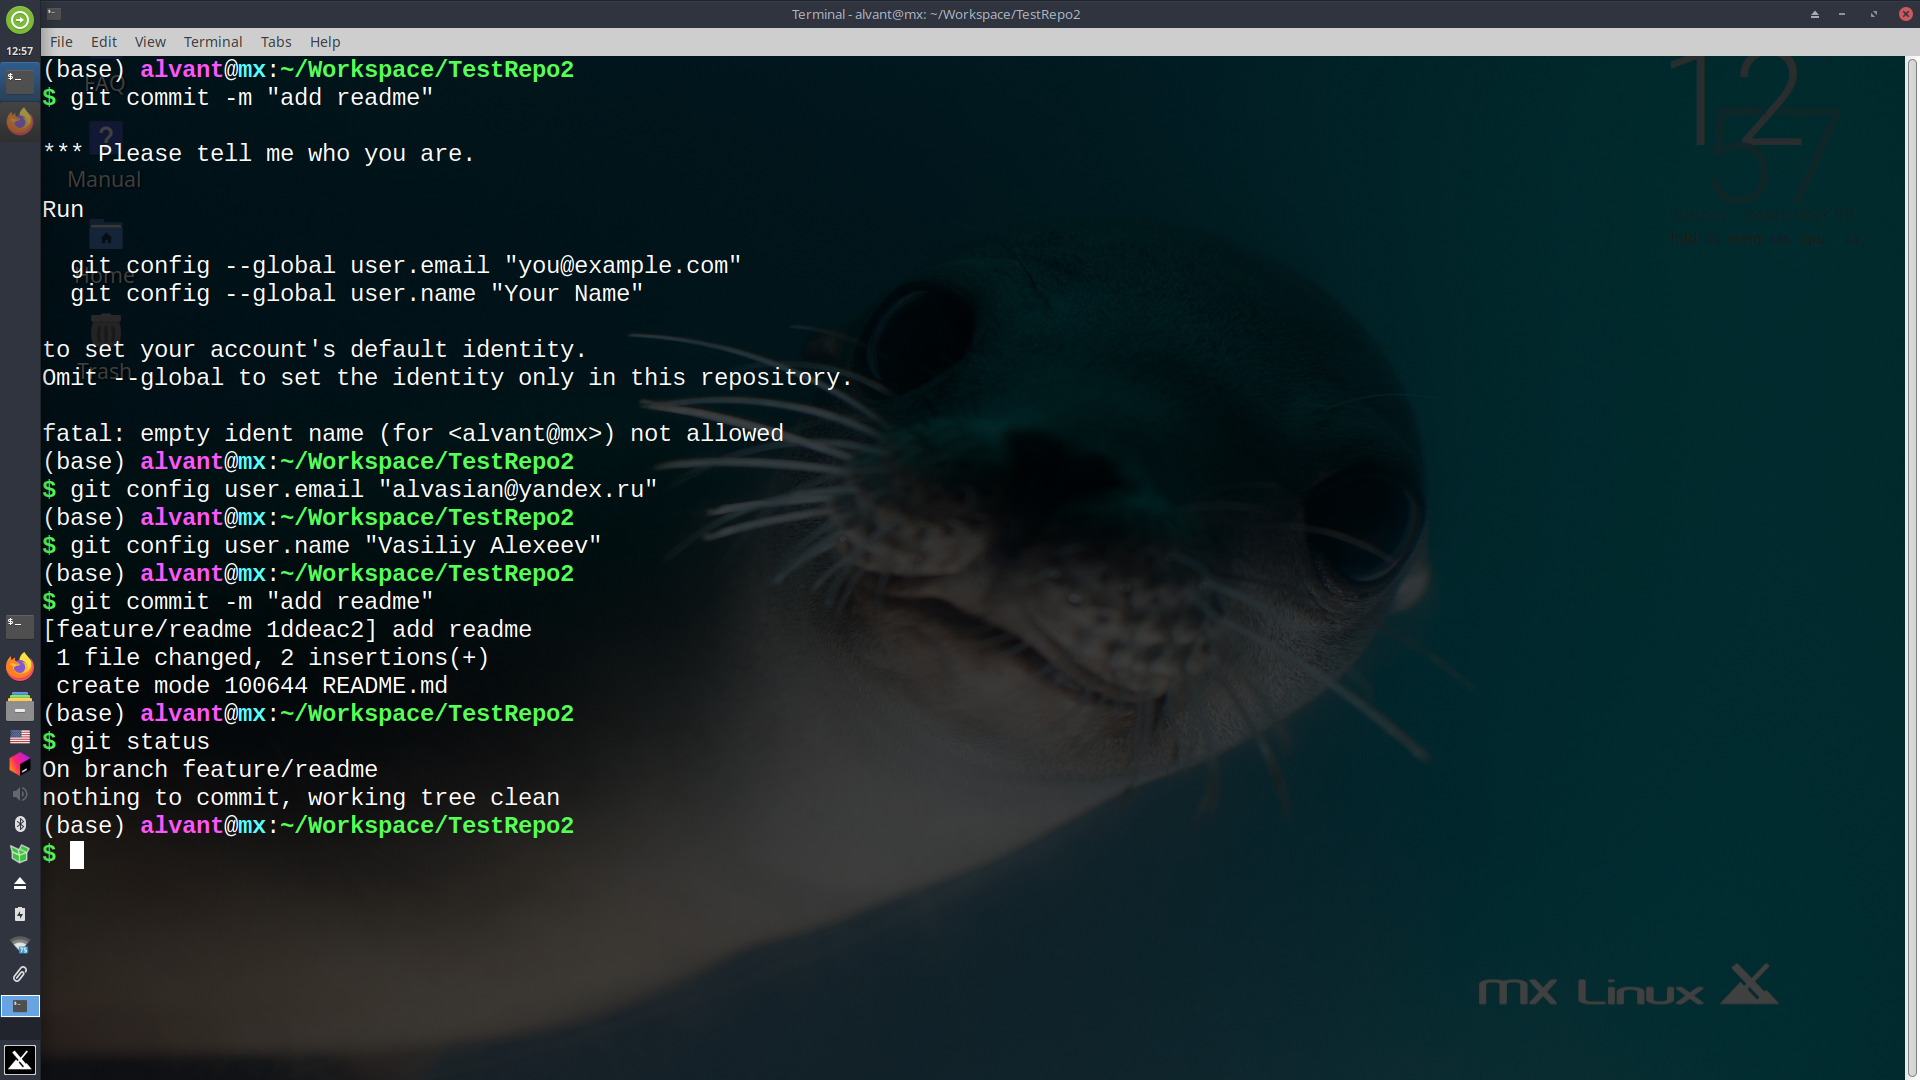 Terminal - alvant@mx: ~/Workspace/TestRepo2
12:57
File Edit View Terminal Tabs Help
(base) alvant@mx:~/Workspace/TestRepo2
$ git commit -m "add readme"
*** Please tell me who you are.
Run
git config --global user.email "you@example.com"
git config --global user.name "Your Name"
to set your account's default identity.
Omit --global to set the identity only in this repository.
fatal: empty ident name (for <alvant@mx>) not allowed
(base) alvant@mx:~/Workspace/TestRepo2
$ git config user.email "alvasian@yandex.ru"
(base) alvant@mx:~/Workspace/TestRepo2
$ git config user.name "Vasiliy Alexeev"
(base) alvant@mx:~/Workspace/TestRepo2
$ git commit -m "add readme"
[feature/readme 1ddeac2] add readme
1 file changed, 2 insertions(+)
create mode 100644 README.md
(base) alvant@mx:~/Workspace/TestRepo2
$ git status
On branch feature/readme
nothing to commit, working tree clean
(base) alvant@mx:~/Workspace/TestRepo2
$
FAQ
Manual
Home
Trash
12
57
mx Linux